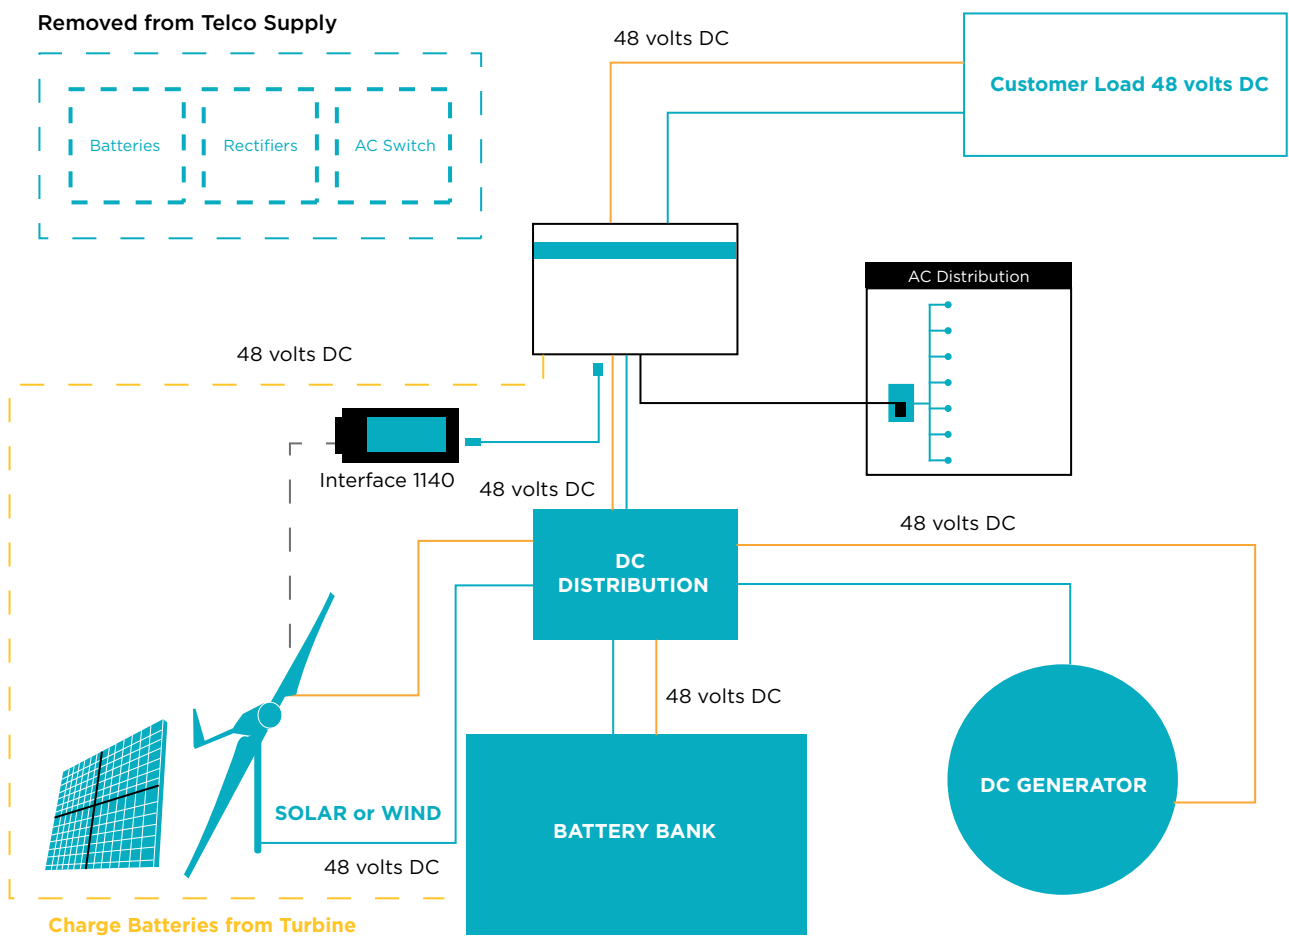 Removed from Telco Supply
Batteries
Rectifiers
AC Switch
48 volts DC
Customer Load 48 volts DC
AC Distribution
48 volts DC
Interface 1140
48 volts DC
48 volts DC
DC
DISTRIBUTION
48 volts DC
SOLAR or WIND
48 volts DC
BATTERY BANK
DC GENERATOR
Charge Batteries from Turbine